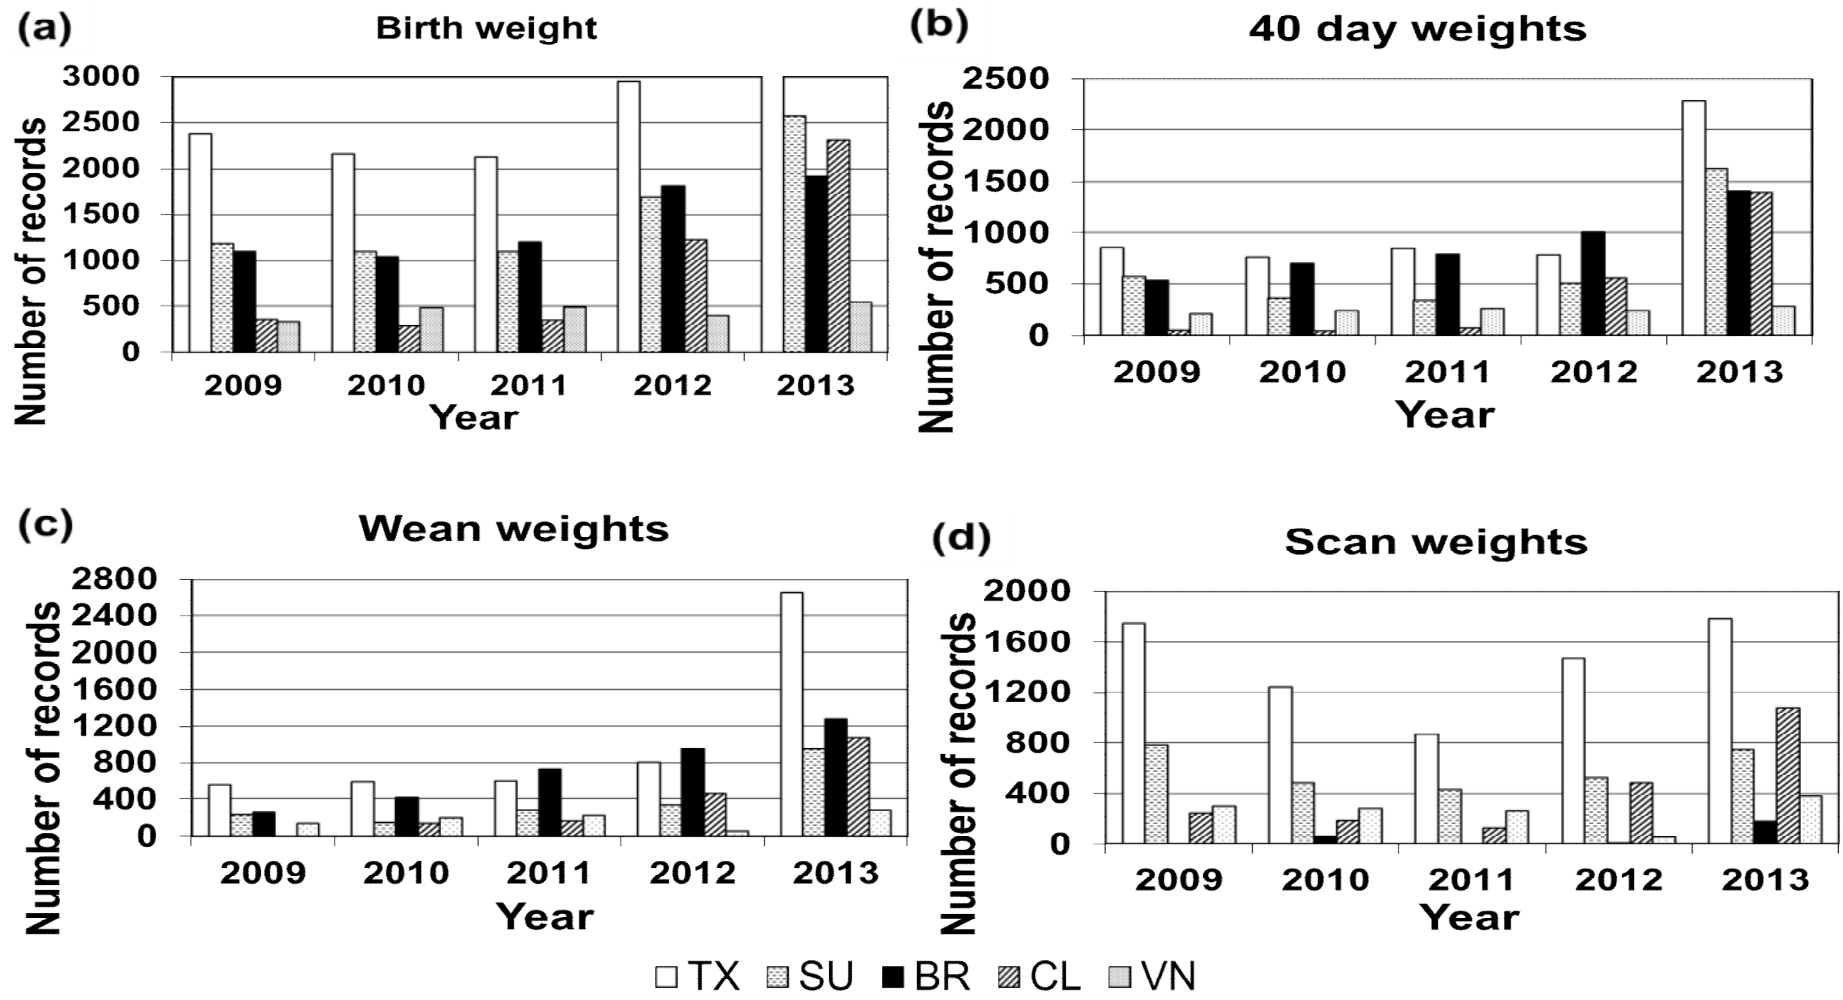 (a)
Birth weight
Number of records
3000
2500
2000
1500
1000
500
0
2009 2010 2011 2012 2013
Year
(b)
40 day weights
Number of records
2500
2000
1500
1000
500
0
2009 2010 2011 2012 2013
Year
(c)
Wean weights
Number of records
2800
2400
2000
1600
1200
800
400
0
2009 2010 2011 2012 2013
Year
(d)
Scan weights
Number of records
2000
1600
1200
800
400
0
2009 2010 2011 2012 2013
Year
TX SU BR CL VN